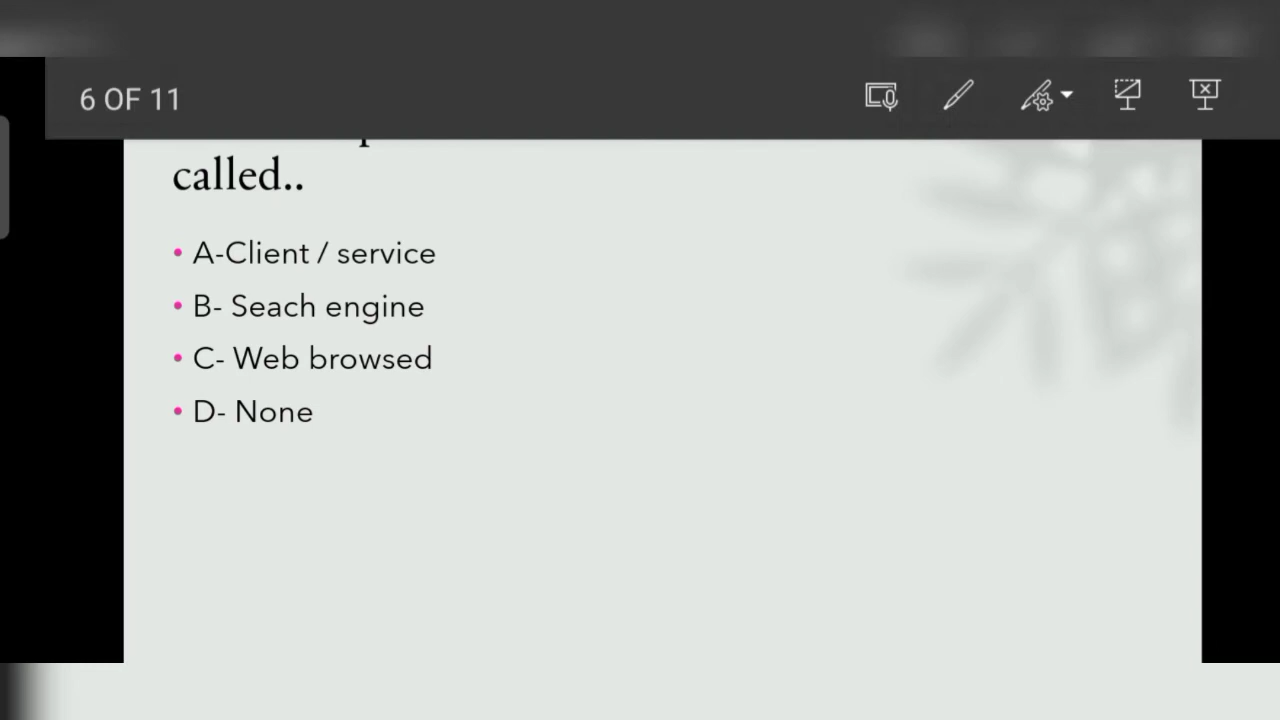 6 OF 11
called..
• A-Client / service
• B- Seach engine
• C- Web browsed
• D- None